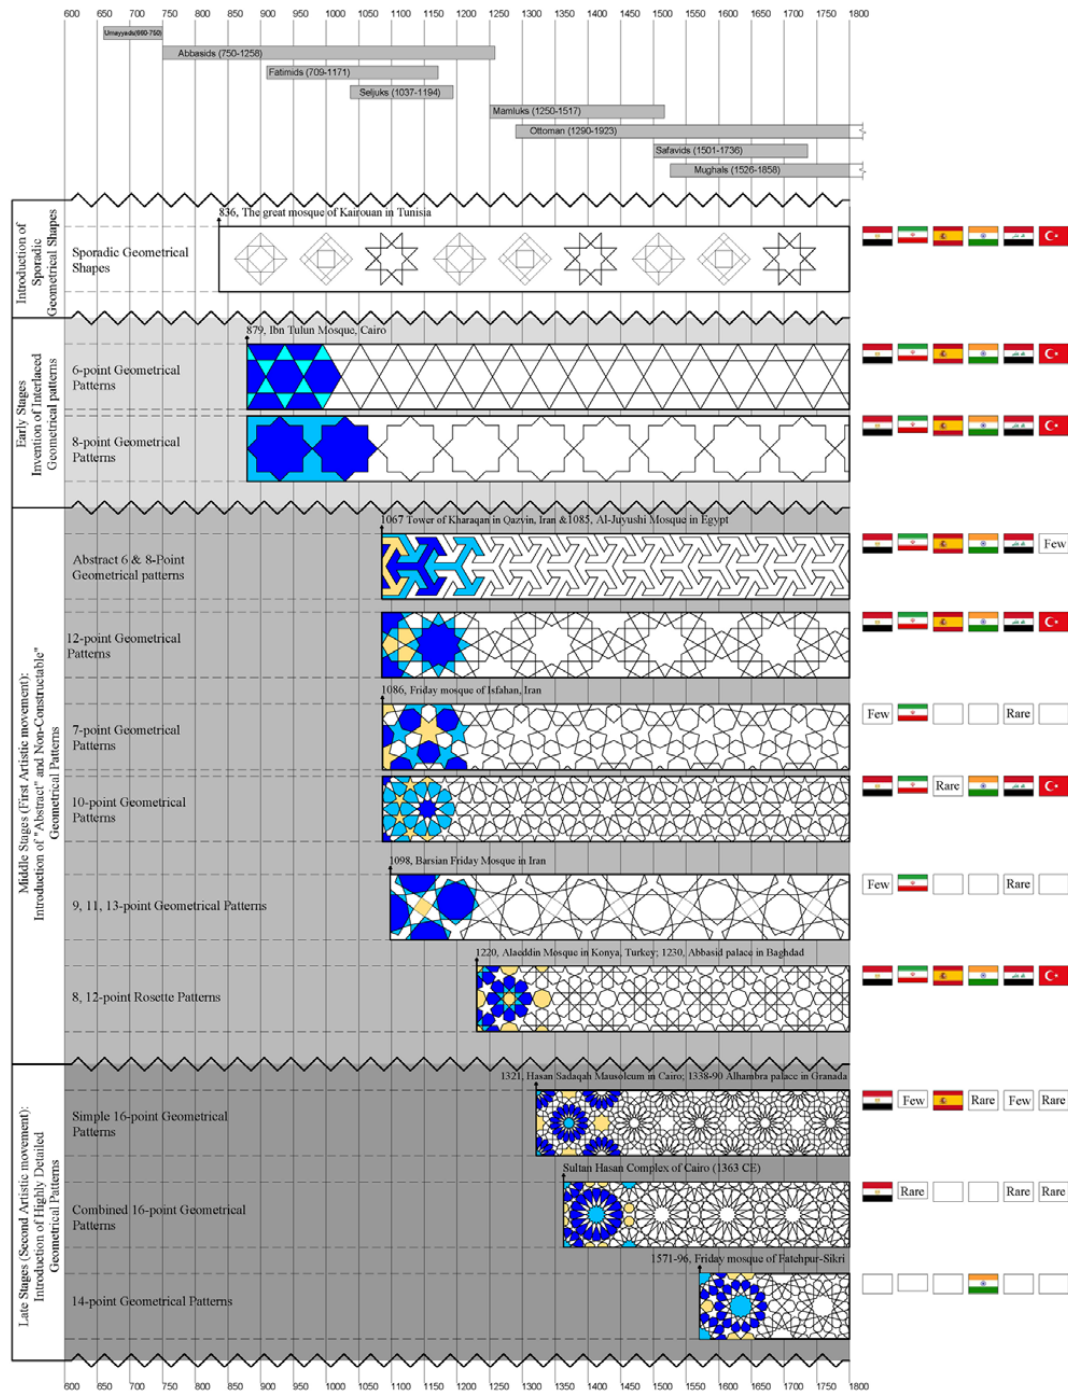 600 650 700 750 800 850 900 950 1000 1050 1100 1150 1200 1250 1300 1350 1400 1450 1500 1550 1600 1650 1700 1750 1800
Umayyads(660-750)
Abbasids (750-1258)
Fatimids (709-1171)
Seljuks (1037-1194)
Mamluks (1250-1517)
Ottoman (1290-1923)
Safavids (1501-1736)
Mughals (1526-1858)
Introduction of
Sporadic
Geometrical Shapes
836, The great mosque of Kairouan in Tunisia
Sporadic Geometrical
Shapes
Early Stages
Invention of Interlaced
Geometrical patterns
879, Ibn Tulun Mosque, Cairo
6-point Geometrical
Patterns
8-point Geometrical
Patterns
Middle Stages (First Artistic movement):
Introduction of "Abstract" and Non-Constructable"
Geometrical Patterns
1067 Tower of Kharaqan in Qazvin, Iran &1085, Al-Juyushi Mosque in Egypt
Abstract 6 & 8-Point
Geometrical patterns
Few
12-point Geometrical
Patterns
1086, Friday mosque of Isfahan, Iran
7-point Geometrical
Patterns
Few
Rare
10-point Geometrical
Patterns
Rare
1098, Barsian Friday Mosque in Iran
9, 11, 13-point Geometrical Patterns
Few
Rare
1220, Alaeddin Mosque in Konya, Turkey; 1230, Abbasid palace in Baghdad
8, 12-point Rosette Patterns
Late Stages (Second Artistic movement):
Introduction of Highly Detailed
Geometrical Patterns
1321, Hasan Sadaqah Mausoleum in Cairo; 1338-90 Alhambra palace in Granada
Simple 16-point Geometrical
Patterns
Few
Rare
Few
Rare
Sultan Hasan Complex of Cairo (1363 CE)
Combined 16-point Geometrical
Patterns
Rare
Rare
Rare
1571-96, Friday mosque of Fatehpur-Sikri
14-point Geometrical Patterns
600 650 700 750 800 850 900 950 1000 1050 1100 1150 1200 1250 1300 1350 1400 1450 1500 1550 1600 1650 1700 1750 1800